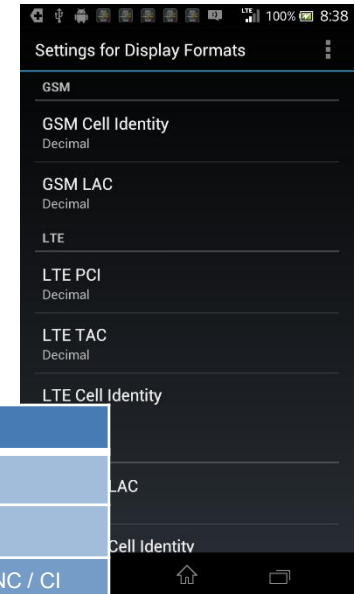 LTE 100% 8:38
Settings for Display Formats
GSM
GSM Cell Identity
Decimal
GSM LAC
Decimal
LTE
LTE PCI
Decimal
LTE TAC
Decimal
LTE Cell Identity
LAC
Cell Identity
NC / CI